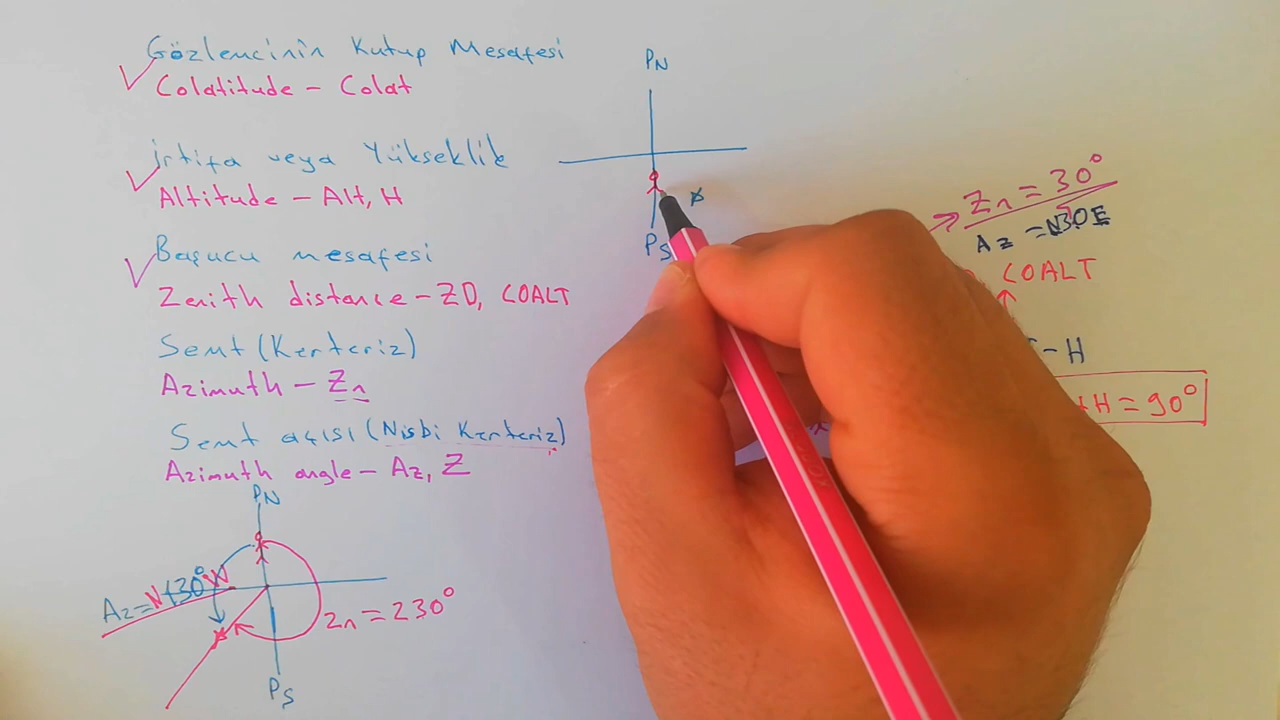 Gözlemcinin Kutup Mesafesi
Colatitude - Colat
İrtifa veya Yükseklik
Altitude - Alt, H
Başucu mesafesi
Zenith distance - ZD, COALT
Semt (Kerteriz)
Azimuth - Zn
Semt açısı (Nisbi Kerteriz)
Azimuth angle - Az, Z
PN
Az = N130°W
Zn = 230°
PS
PN
PS
Zn = 30°
Az = N30E
COALT
- H
+H = 90°